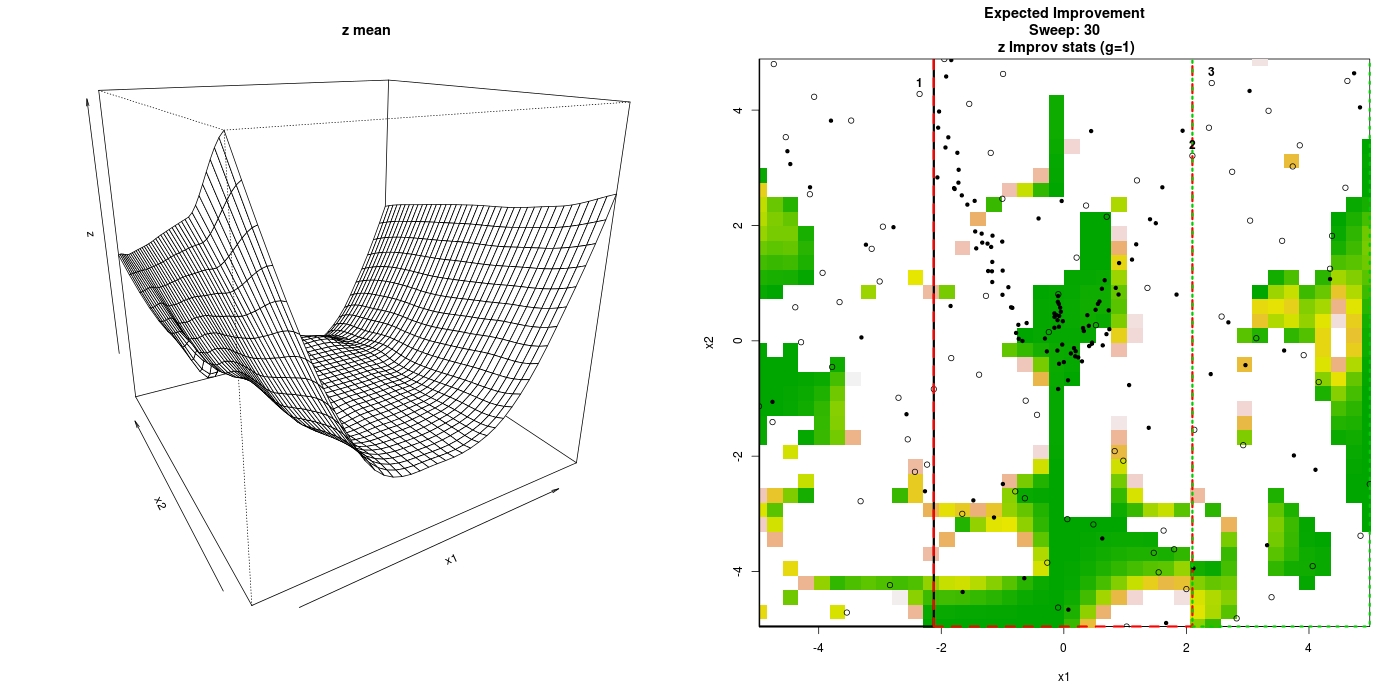 z mean
z
x2
x1
Expected Improvement
Sweep: 30
z Improv stats (g=1)
1
3
2
x2
4
2
0
-2
-4
-4
-2
0
2
4
x1